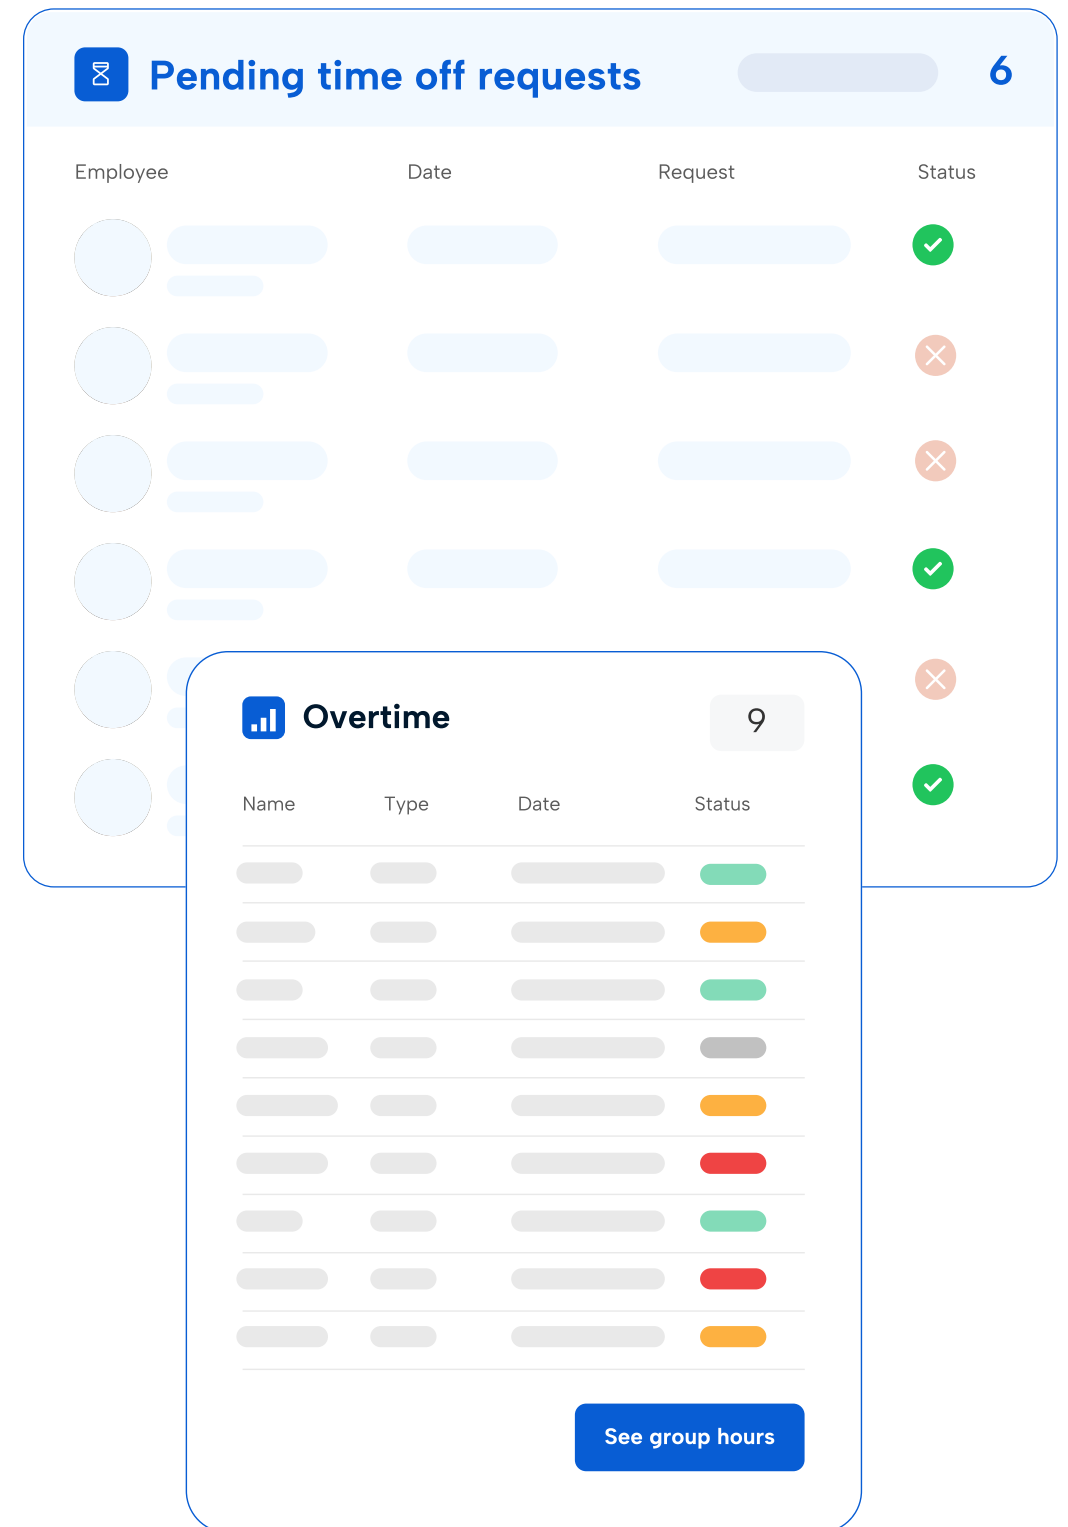 Pending time off requests 6
Employee Date Request Status
Overtime 9
Name Type Date Status
See group hours